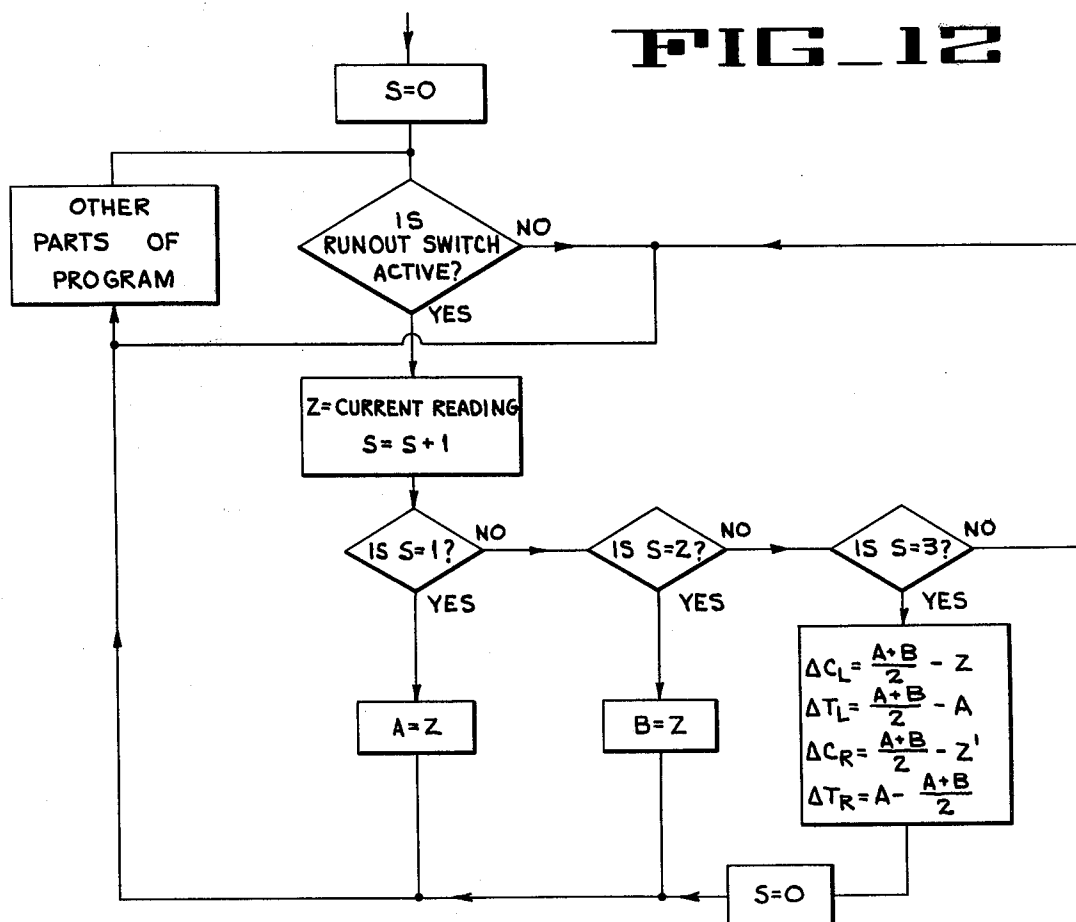 FIG_12
S=0
OTHER
PARTS OF
PROGRAM
IS
RUNOUT SWITCH
ACTIVE?
NO
YES
Z=CURRENT READING
S=S+1
IS S=1?
NO
YES
IS S=2?
NO
YES
IS S=3?
NO
YES
A=Z
B=Z
ΔC_L = (A+B)/2 - Z
ΔT_L = (A+B)/2 - A
ΔC_R = (A+B)/2 - Z'
ΔT_R = A - (A+B)/2
S=0